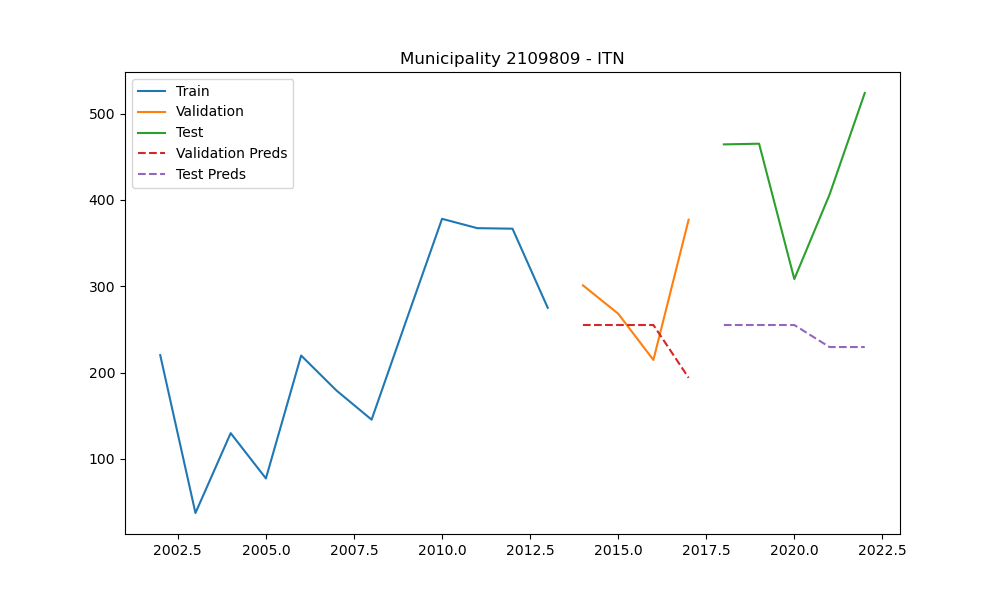 Municipality 2109809 - ITN
Train
Validation
Test
Validation Preds
Test Preds
500
400
300
200
100
2002.5 2005.0 2007.5 2010.0 2012.5 2015.0 2017.5 2020.0 2022.5